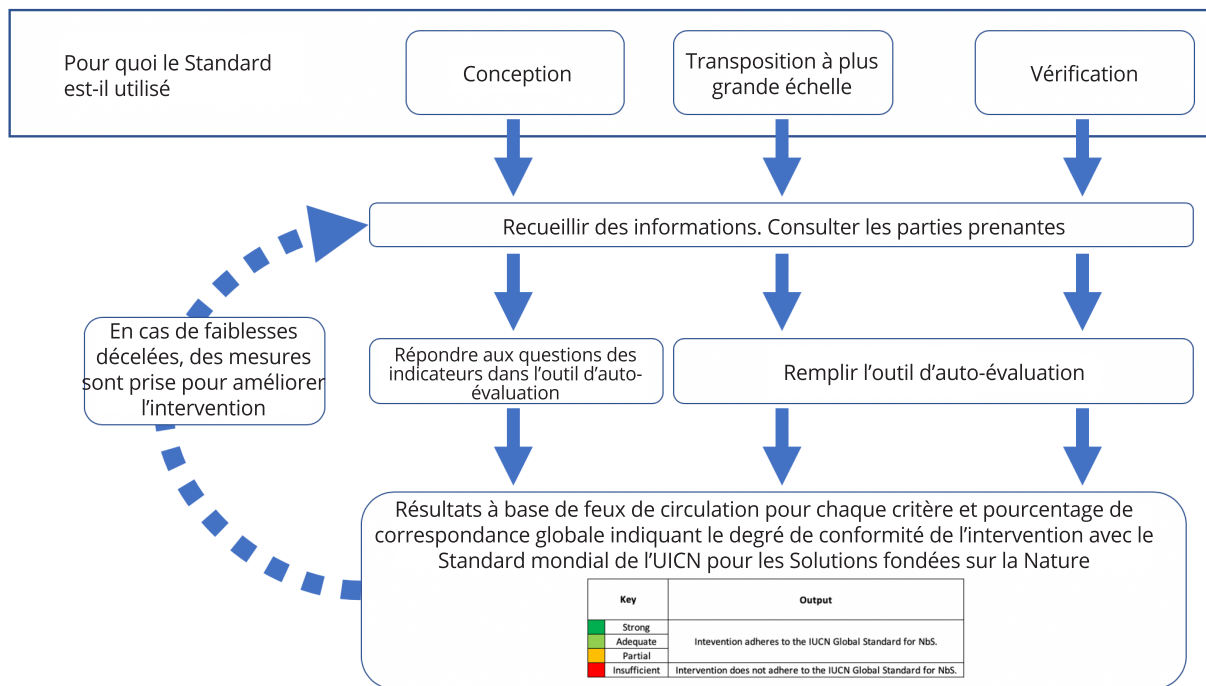 Pour quoi le Standard
est-il utilisé
Conception
Transposition à plus
grande échelle
Vérification
Recueillir des informations. Consulter les parties prenantes
En cas de faiblesses
décelées, des mesures
sont prise pour améliorer
l’intervention
Répondre aux questions des
indicateurs dans l’outil d’auto-
évaluation
Remplir l’outil d’auto-évaluation
Résultats à base de feux de circulation pour chaque critère et pourcentage de
correspondance globale indiquant le degré de conformité de l’intervention avec le
Standard mondial de l’UICN pour les Solutions fondées sur la Nature
Key Output
Strong
Adequate Intevention adheres to the IUCN Global Standard for NbS.
Partial
Insufficient Intervention does not adhere to the IUCN Global Standard for NbS.